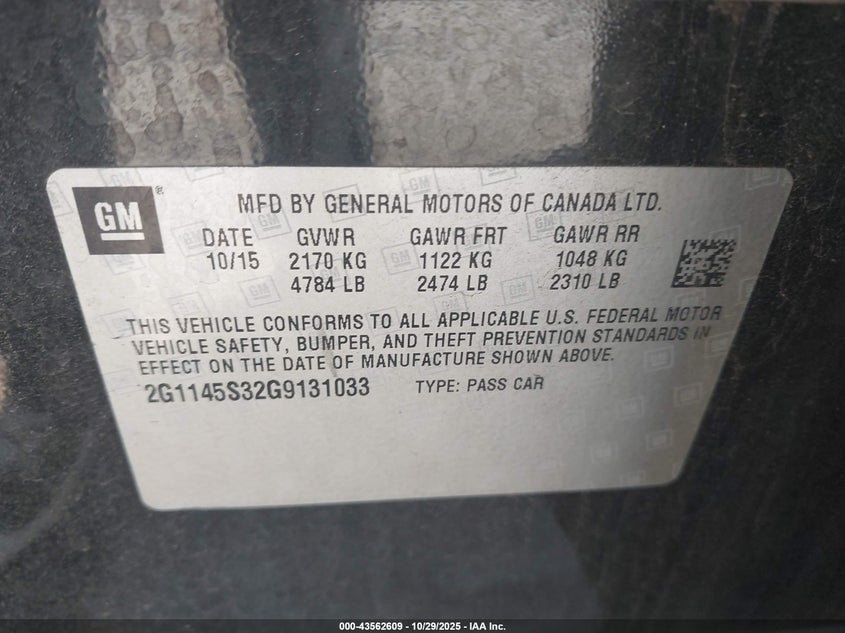 GM ®
MFD BY GENERAL MOTORS OF CANADA LTD.
DATE GVWR GAWR FRT GAWR RR
10/15 2170 KG 1122 KG 1048 KG
4784 LB 2474 LB 2310 LB
THIS VEHICLE CONFORMS TO ALL APPLICABLE U.S. FEDERAL MOTOR
VEHICLE SAFETY, BUMPER, AND THEFT PREVENTION STANDARDS IN
EFFECT ON THE DATE OF MANUFACTURE SHOWN ABOVE.
2G1145S32G9131033 TYPE: PASS CAR
000-43562609 - 10/29/2025 - IAA Inc.